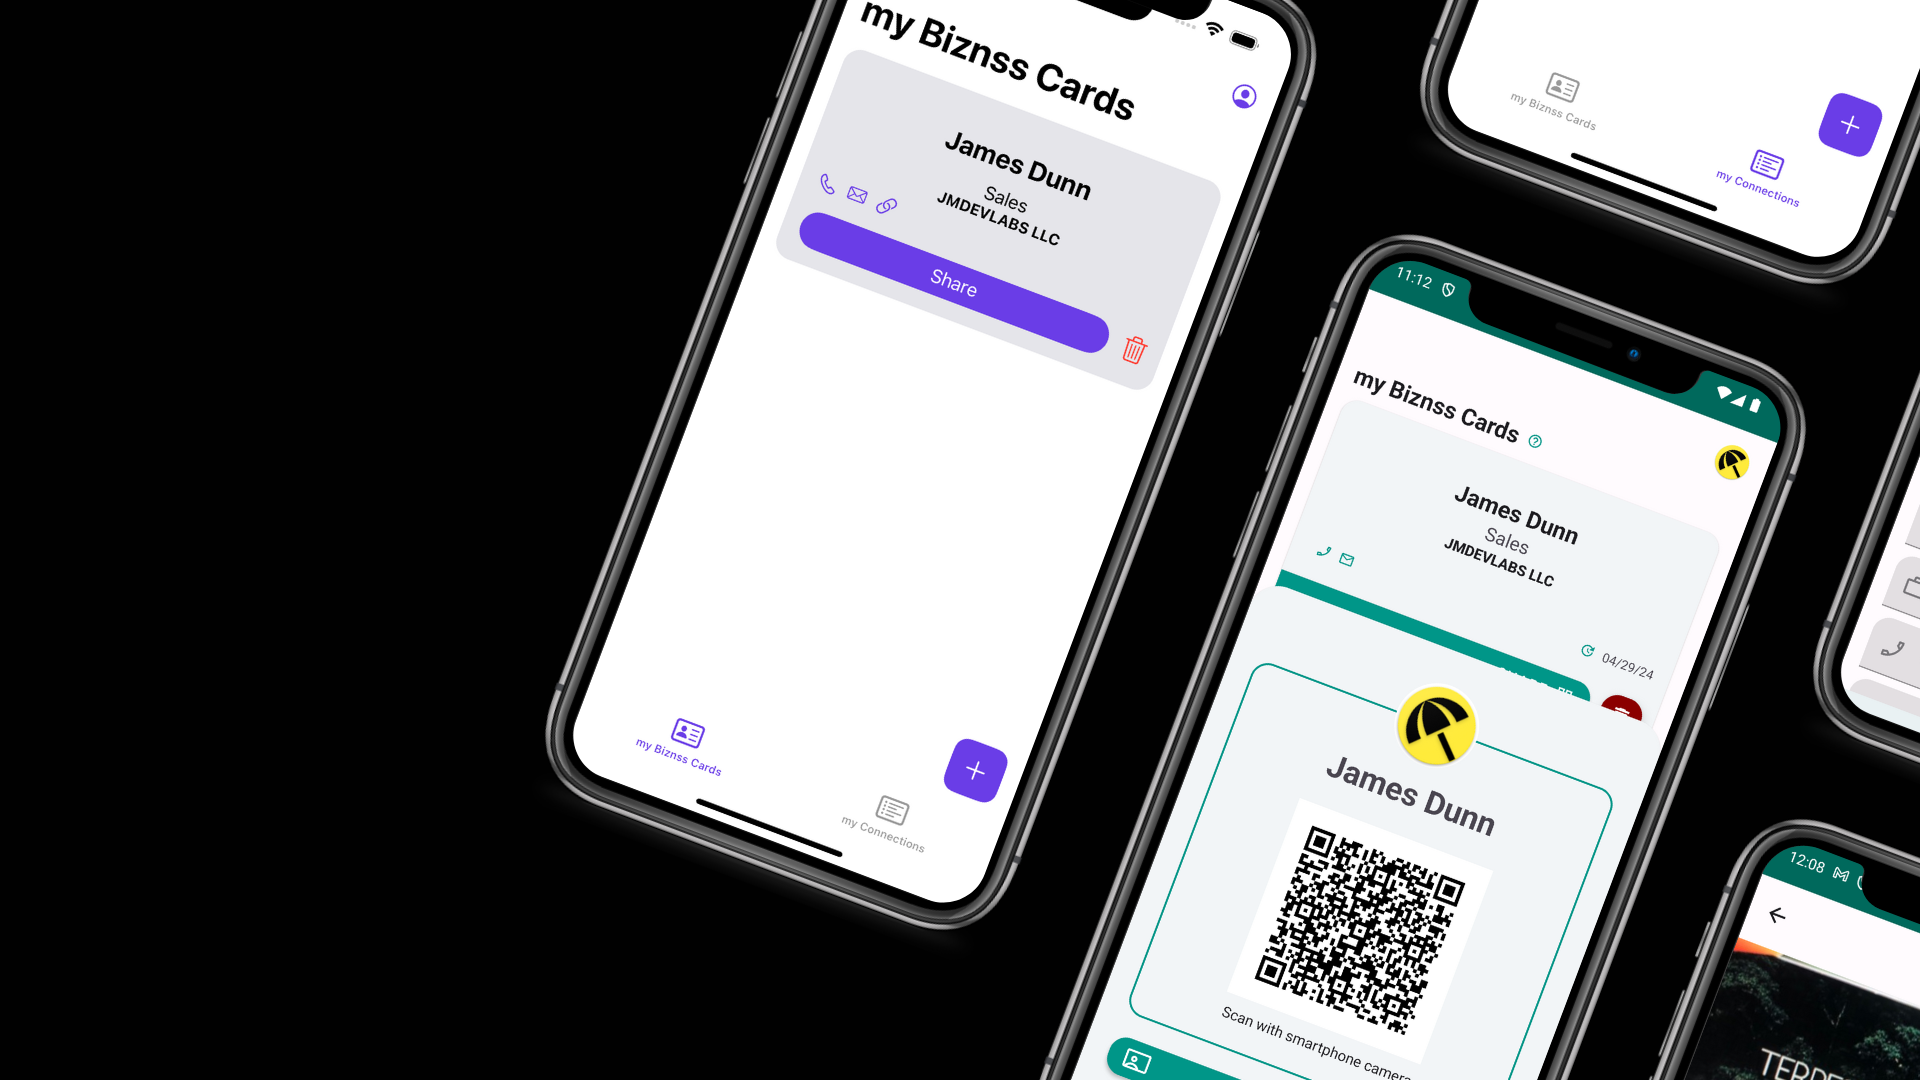 my Biznss Cards
James Dunn
Sales
JMDEVLABS LLC
Share
my Biznss Cards
my Connections
my Biznss Cards
my Connections
11:12
my Biznss Cards
James Dunn
Sales
JMDEVLABS LLC
04/29/24
James Dunn
Scan with smartphone camera
12:08